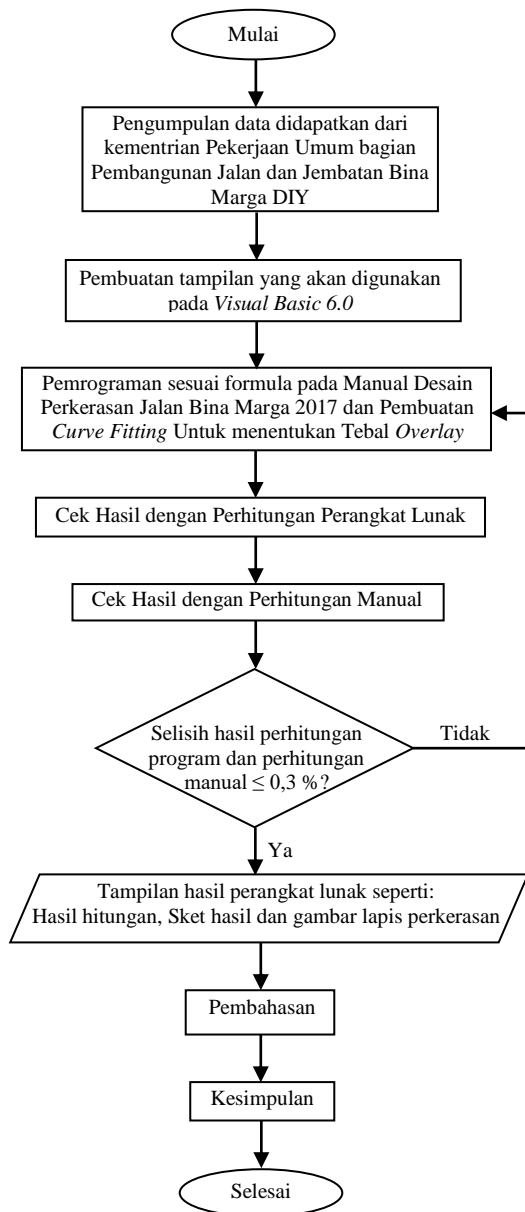 Mulai
Pengumpulan data didapatkan dari
kementrian Pekerjaan Umum bagian
Pembangunan Jalan dan Jembatan Bina
Marga DIY
Pembuatan tampilan yang akan digunakan
pada Visual Basic 6.0
Pemrograman sesuai formula pada Manual Desain
Perkerasan Jalan Bina Marga 2017 dan Pembuatan
Curve Fitting Untuk menentukan Tebal Overlay
Cek Hasil dengan Perhitungan Perangkat Lunak
Cek Hasil dengan Perhitungan Manual
Selisih hasil perhitungan
program dan perhitungan
manual ≤ 0,3 %?
Tidak
Ya
Tampilan hasil perangkat lunak seperti:
Hasil hitungan, Sket hasil dan gambar lapis perkerasan
Pembahasan
Kesimpulan
Selesai